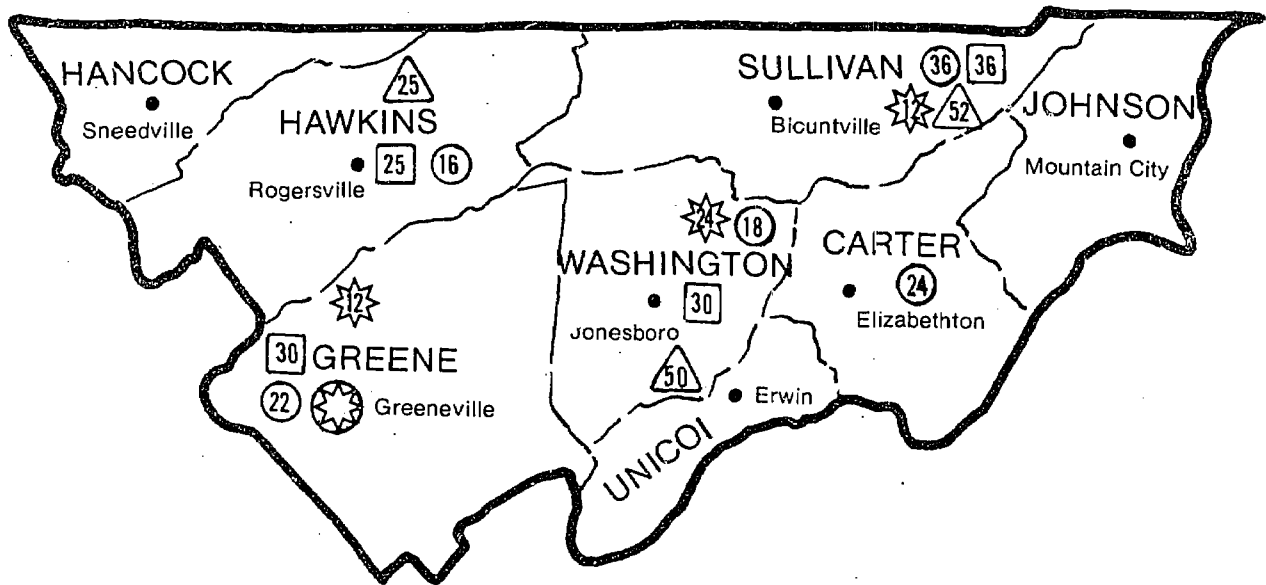 HANCOCK
Sneedville
25
HAWKINS
25 16
Rogersville
SULLIVAN 36 36
Bicuntville 12 52
JOHNSON
Mountain City
24 18
WASHINGTON
30
Jonesboro
50
CARTER
24
Elizabethton
12
30 GREENE
22 Greeneville
Erwin
UNICOI